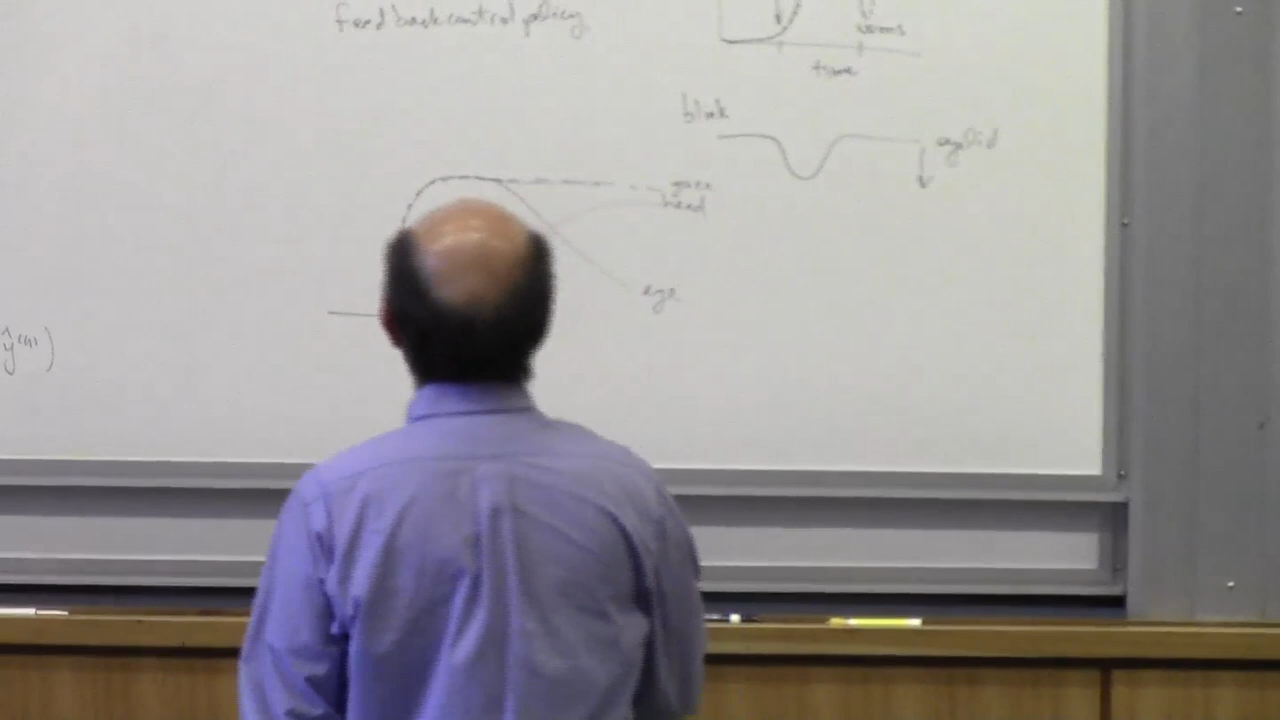 feedback control policy
time
blink
eyelid
gaze
head
eye
ŷ⁽ⁿ⁾)